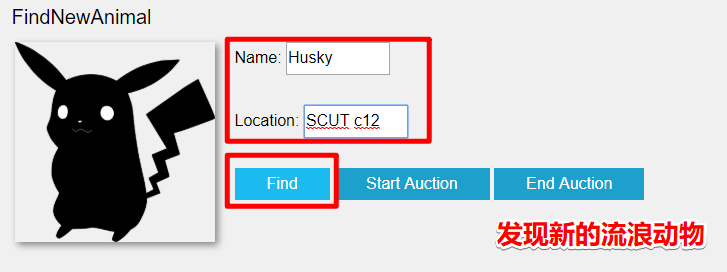 FindNewAnimal
Name: Husky
Location: SCUT c12
Find Start Auction End Auction
发现新的流浪动物